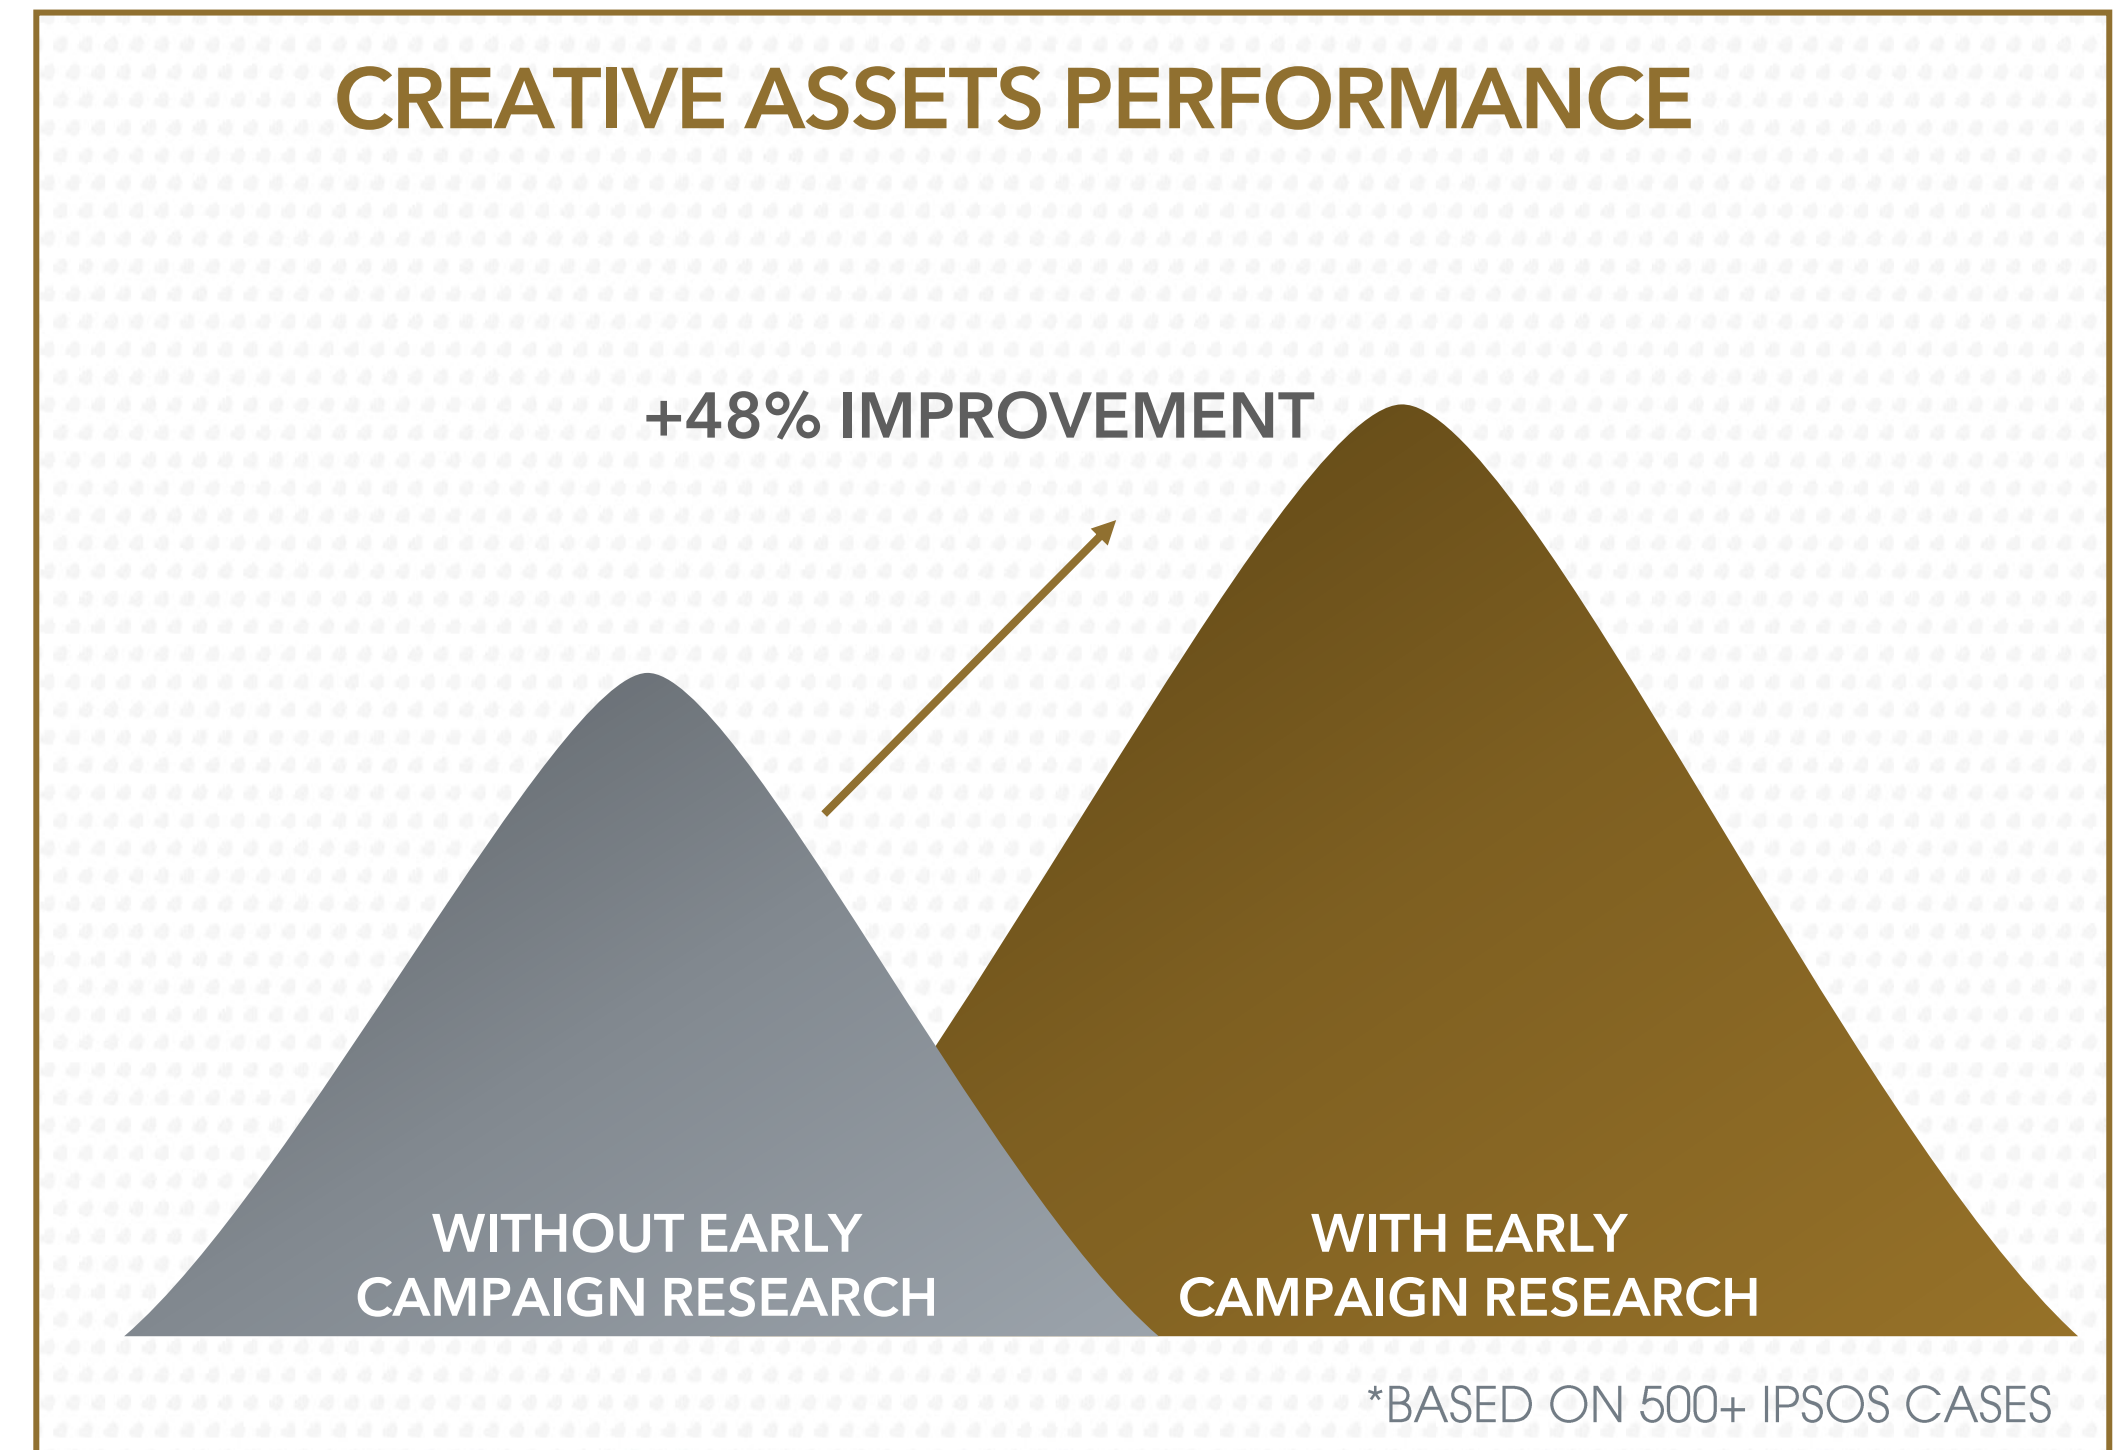 CREATIVE ASSETS PERFORMANCE
+48% IMPROVEMENT
WITHOUT EARLY
CAMPAIGN RESEARCH
WITH EARLY
CAMPAIGN RESEARCH
*BASED ON 500+ IPSOS CASES